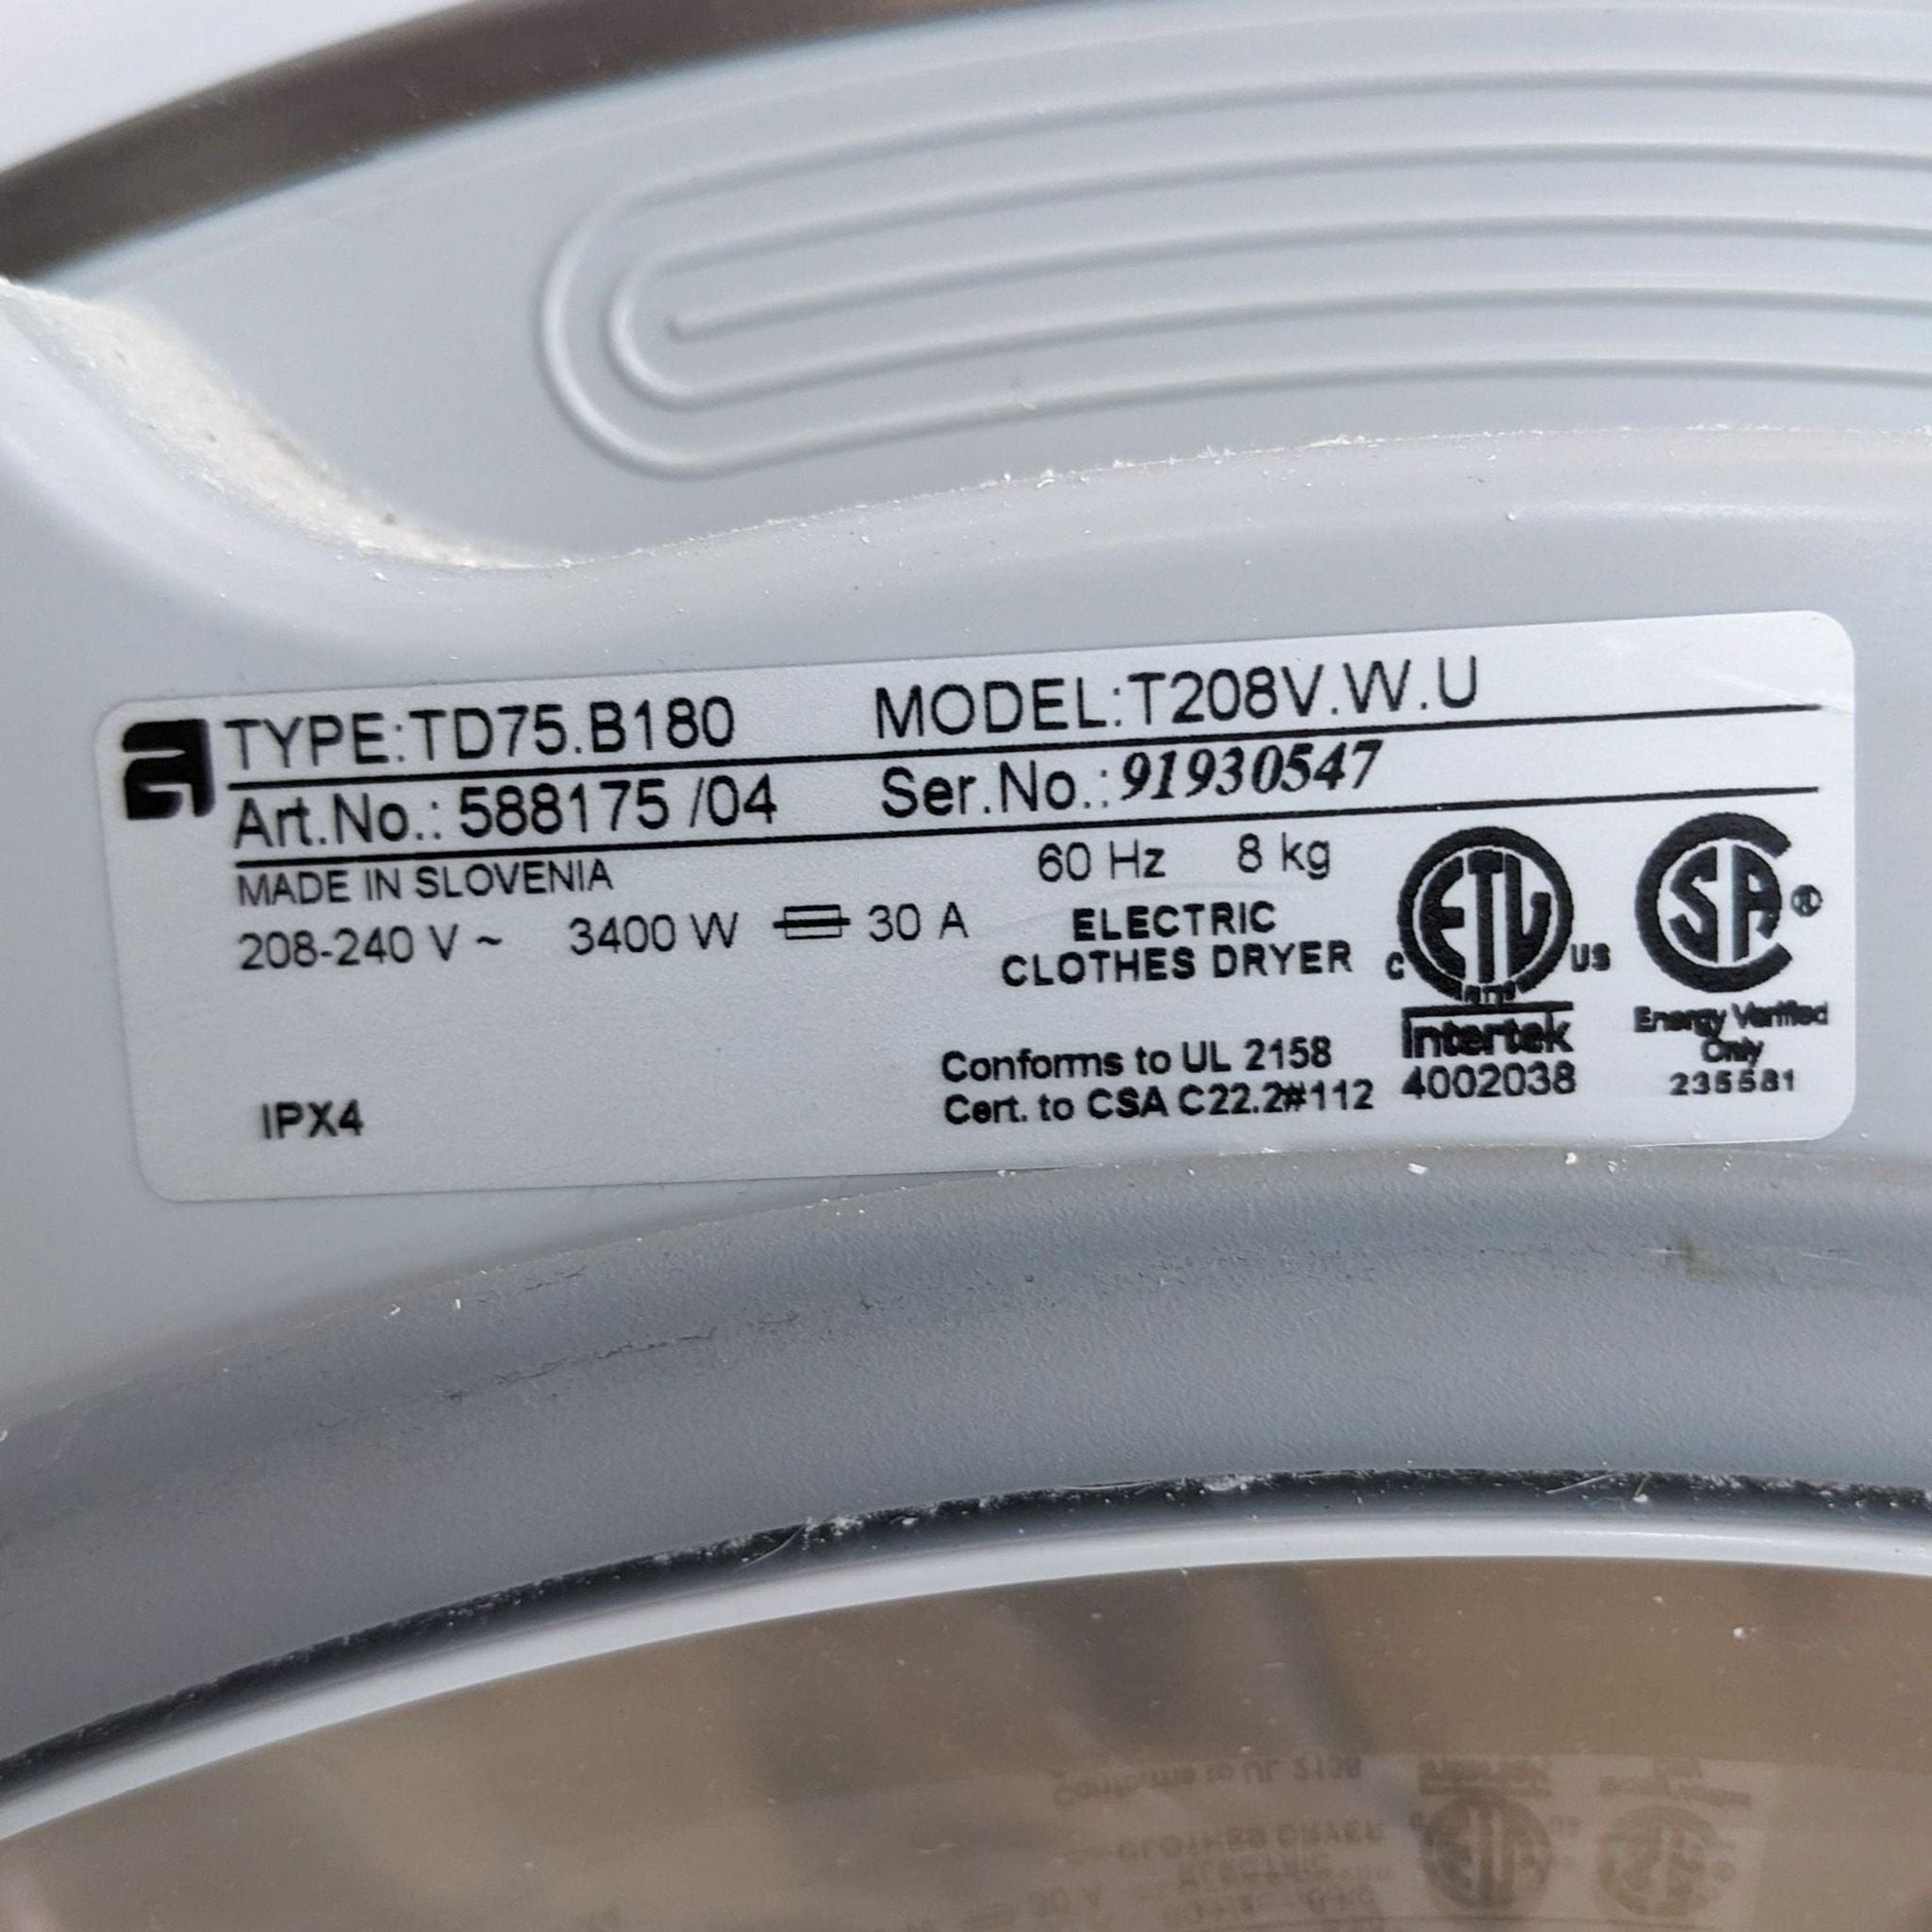 TYPE:TD75.B180 MODEL:T208V.W.U
Art.No.: 588175 /04 Ser.No.: 91930547
MADE IN SLOVENIA 60 Hz 8 kg
208-240 V ~ 3400 W 30 A
ELECTRIC
CLOTHES DRYER
C ETL US
Intertek
4002038
SA ®
Energy Verified
Only
235581
Conforms to UL 2158
Cert. to CSA C22.2#112
IPX4